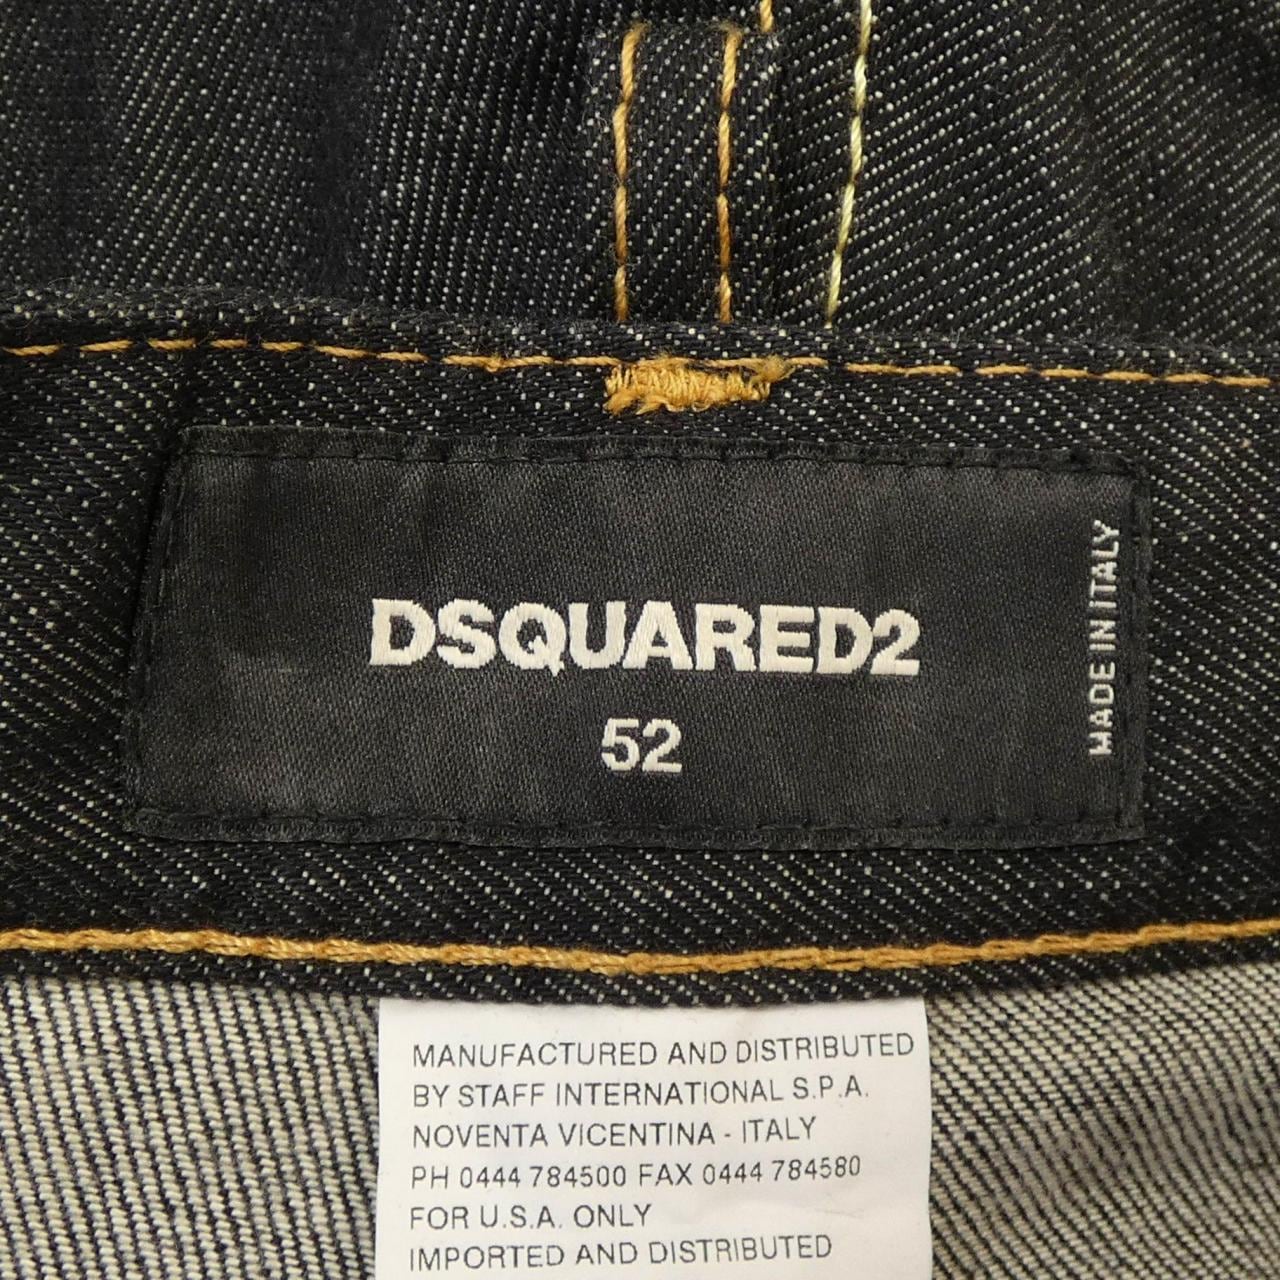 DSQUARED2
52
MADE IN ITALY
MANUFACTURED AND DISTRIBUTED
BY STAFF INTERNATIONAL S.P.A.
NOVENTA VICENTINA - ITALY
PH 0444 784500 FAX 0444 784580
FOR U.S.A. ONLY
IMPORTED AND DISTRIBUTED